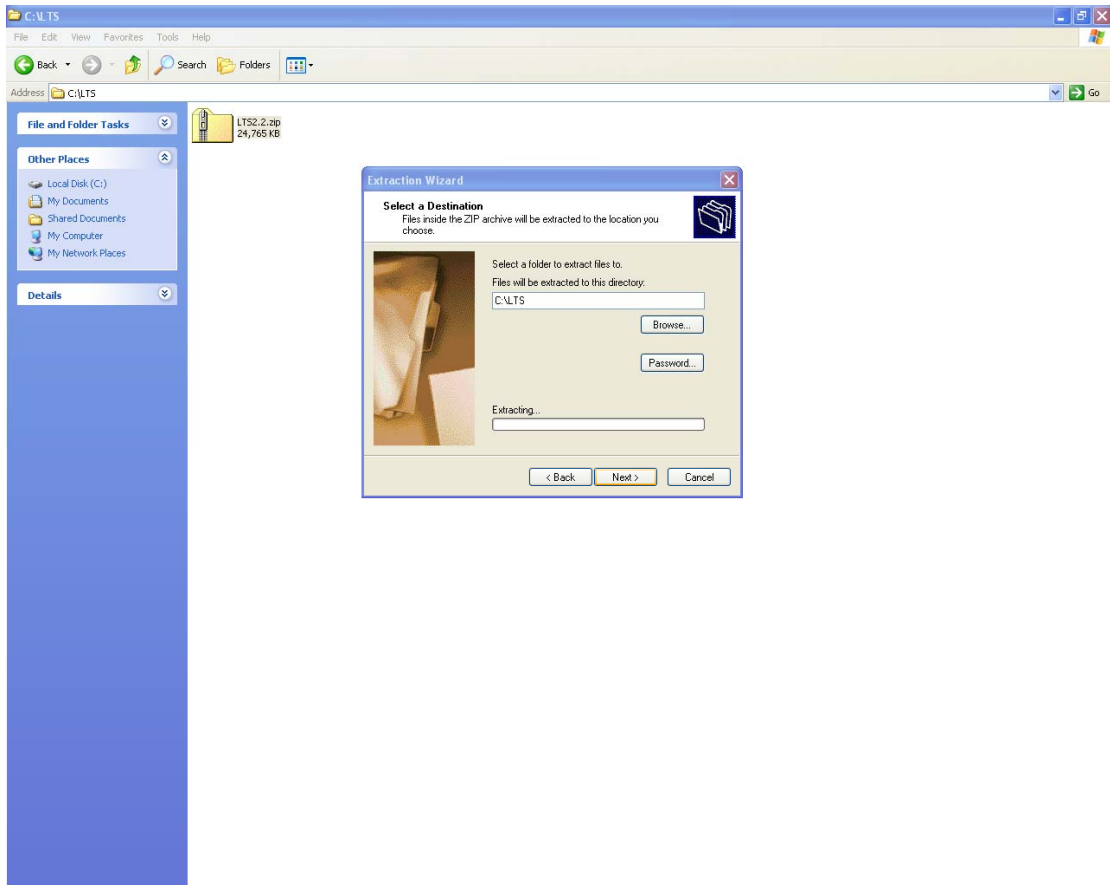 C:\LTS
File Edit View Favorites Tools Help
Back Search Folders
Address C:\LTS Go
File and Folder Tasks
LTS2.2.zip
24,765 KB
Other Places
Local Disk (C:)
My Documents
Shared Documents
My Computer
My Network Places
Details
Extraction Wizard
Select a Destination
Files inside the ZIP archive will be extracted to the location you
choose.
Select a folder to extract files to.
Files will be extracted to this directory:
C:\LTS
Browse...
Password...
Extracting...
< Back Next > Cancel